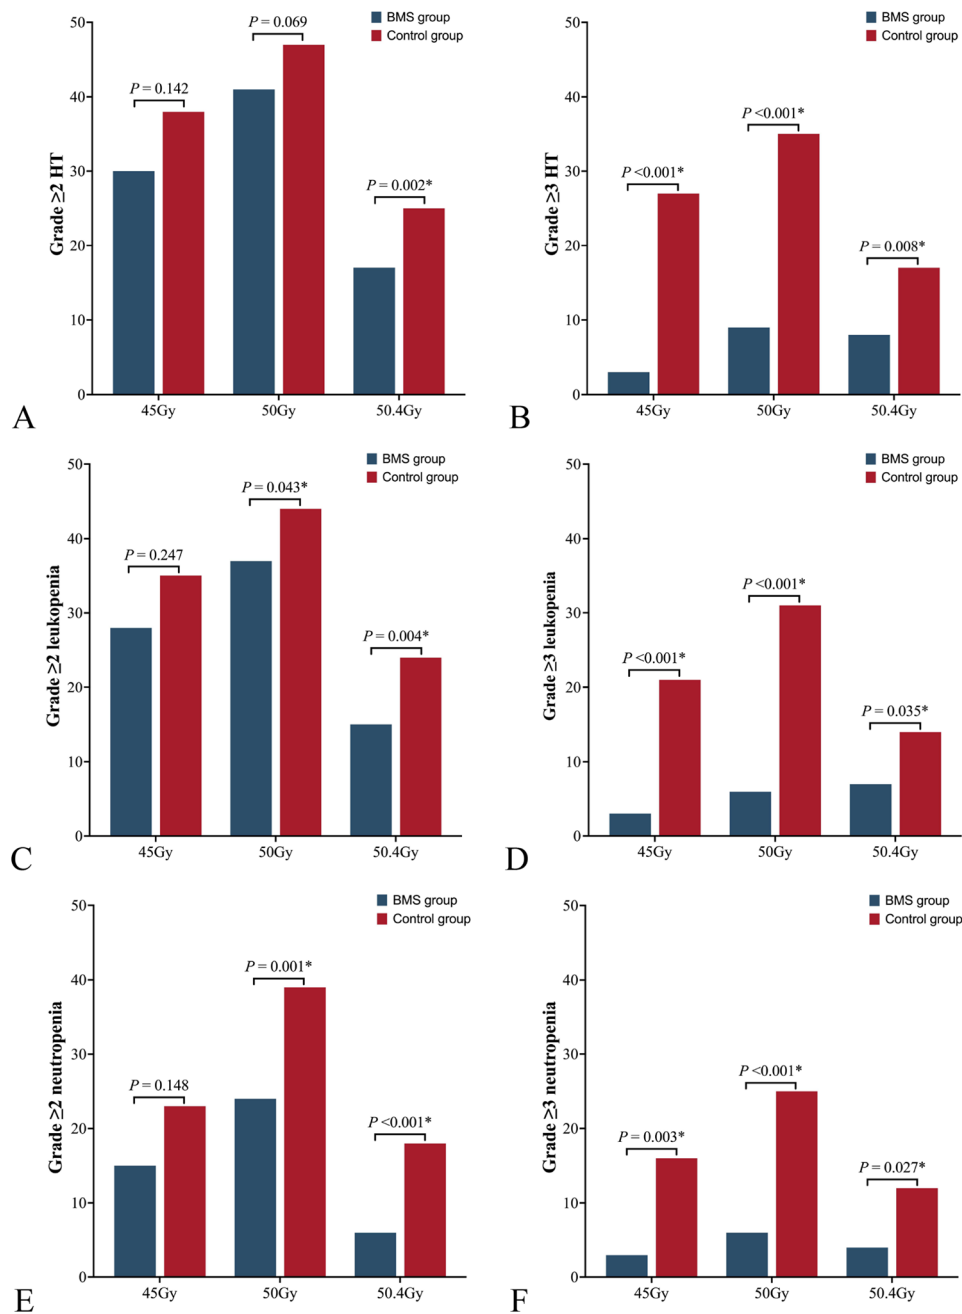 BMS group
Control group
Grade ≥2 HT
50
40
30
20
10
0
P = 0.142
P = 0.069
P = 0.002*
45Gy
50Gy
50.4Gy
A
BMS group
Control group
Grade ≥3 HT
50
40
30
20
10
0
P <0.001*
P <0.001*
P = 0.008*
45Gy
50Gy
50.4Gy
B
BMS group
Control group
Grade ≥2 leukopenia
50
40
30
20
10
0
P = 0.247
P = 0.043*
P = 0.004*
45Gy
50Gy
50.4Gy
C
BMS group
Control group
Grade ≥3 leukopenia
50
40
30
20
10
0
P <0.001*
P <0.001*
P = 0.035*
45Gy
50Gy
50.4Gy
D
BMS group
Control group
Grade ≥2 neutropenia
50
40
30
20
10
0
P = 0.148
P = 0.001*
P <0.001*
45Gy
50Gy
50.4Gy
E
BMS group
Control group
Grade ≥3 neutropenia
50
40
30
20
10
0
P = 0.003*
P <0.001*
P = 0.027*
45Gy
50Gy
50.4Gy
F